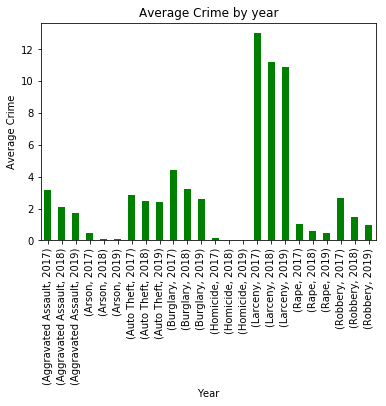 Average Crime by year
Average Crime
12
10
8
6
4
2
0
(Aggravated Assault, 2017)
(Aggravated Assault, 2018)
(Aggravated Assault, 2019)
(Arson, 2017)
(Arson, 2018)
(Arson, 2019)
(Auto Theft, 2017)
(Auto Theft, 2018)
(Auto Theft, 2019)
(Burglary, 2017)
(Burglary, 2018)
(Burglary, 2019)
(Homicide, 2017)
(Homicide, 2018)
(Homicide, 2019)
(Larceny, 2017)
(Larceny, 2018)
(Larceny, 2019)
(Rape, 2017)
(Rape, 2018)
(Rape, 2019)
(Robbery, 2017)
(Robbery, 2018)
(Robbery, 2019)
Year